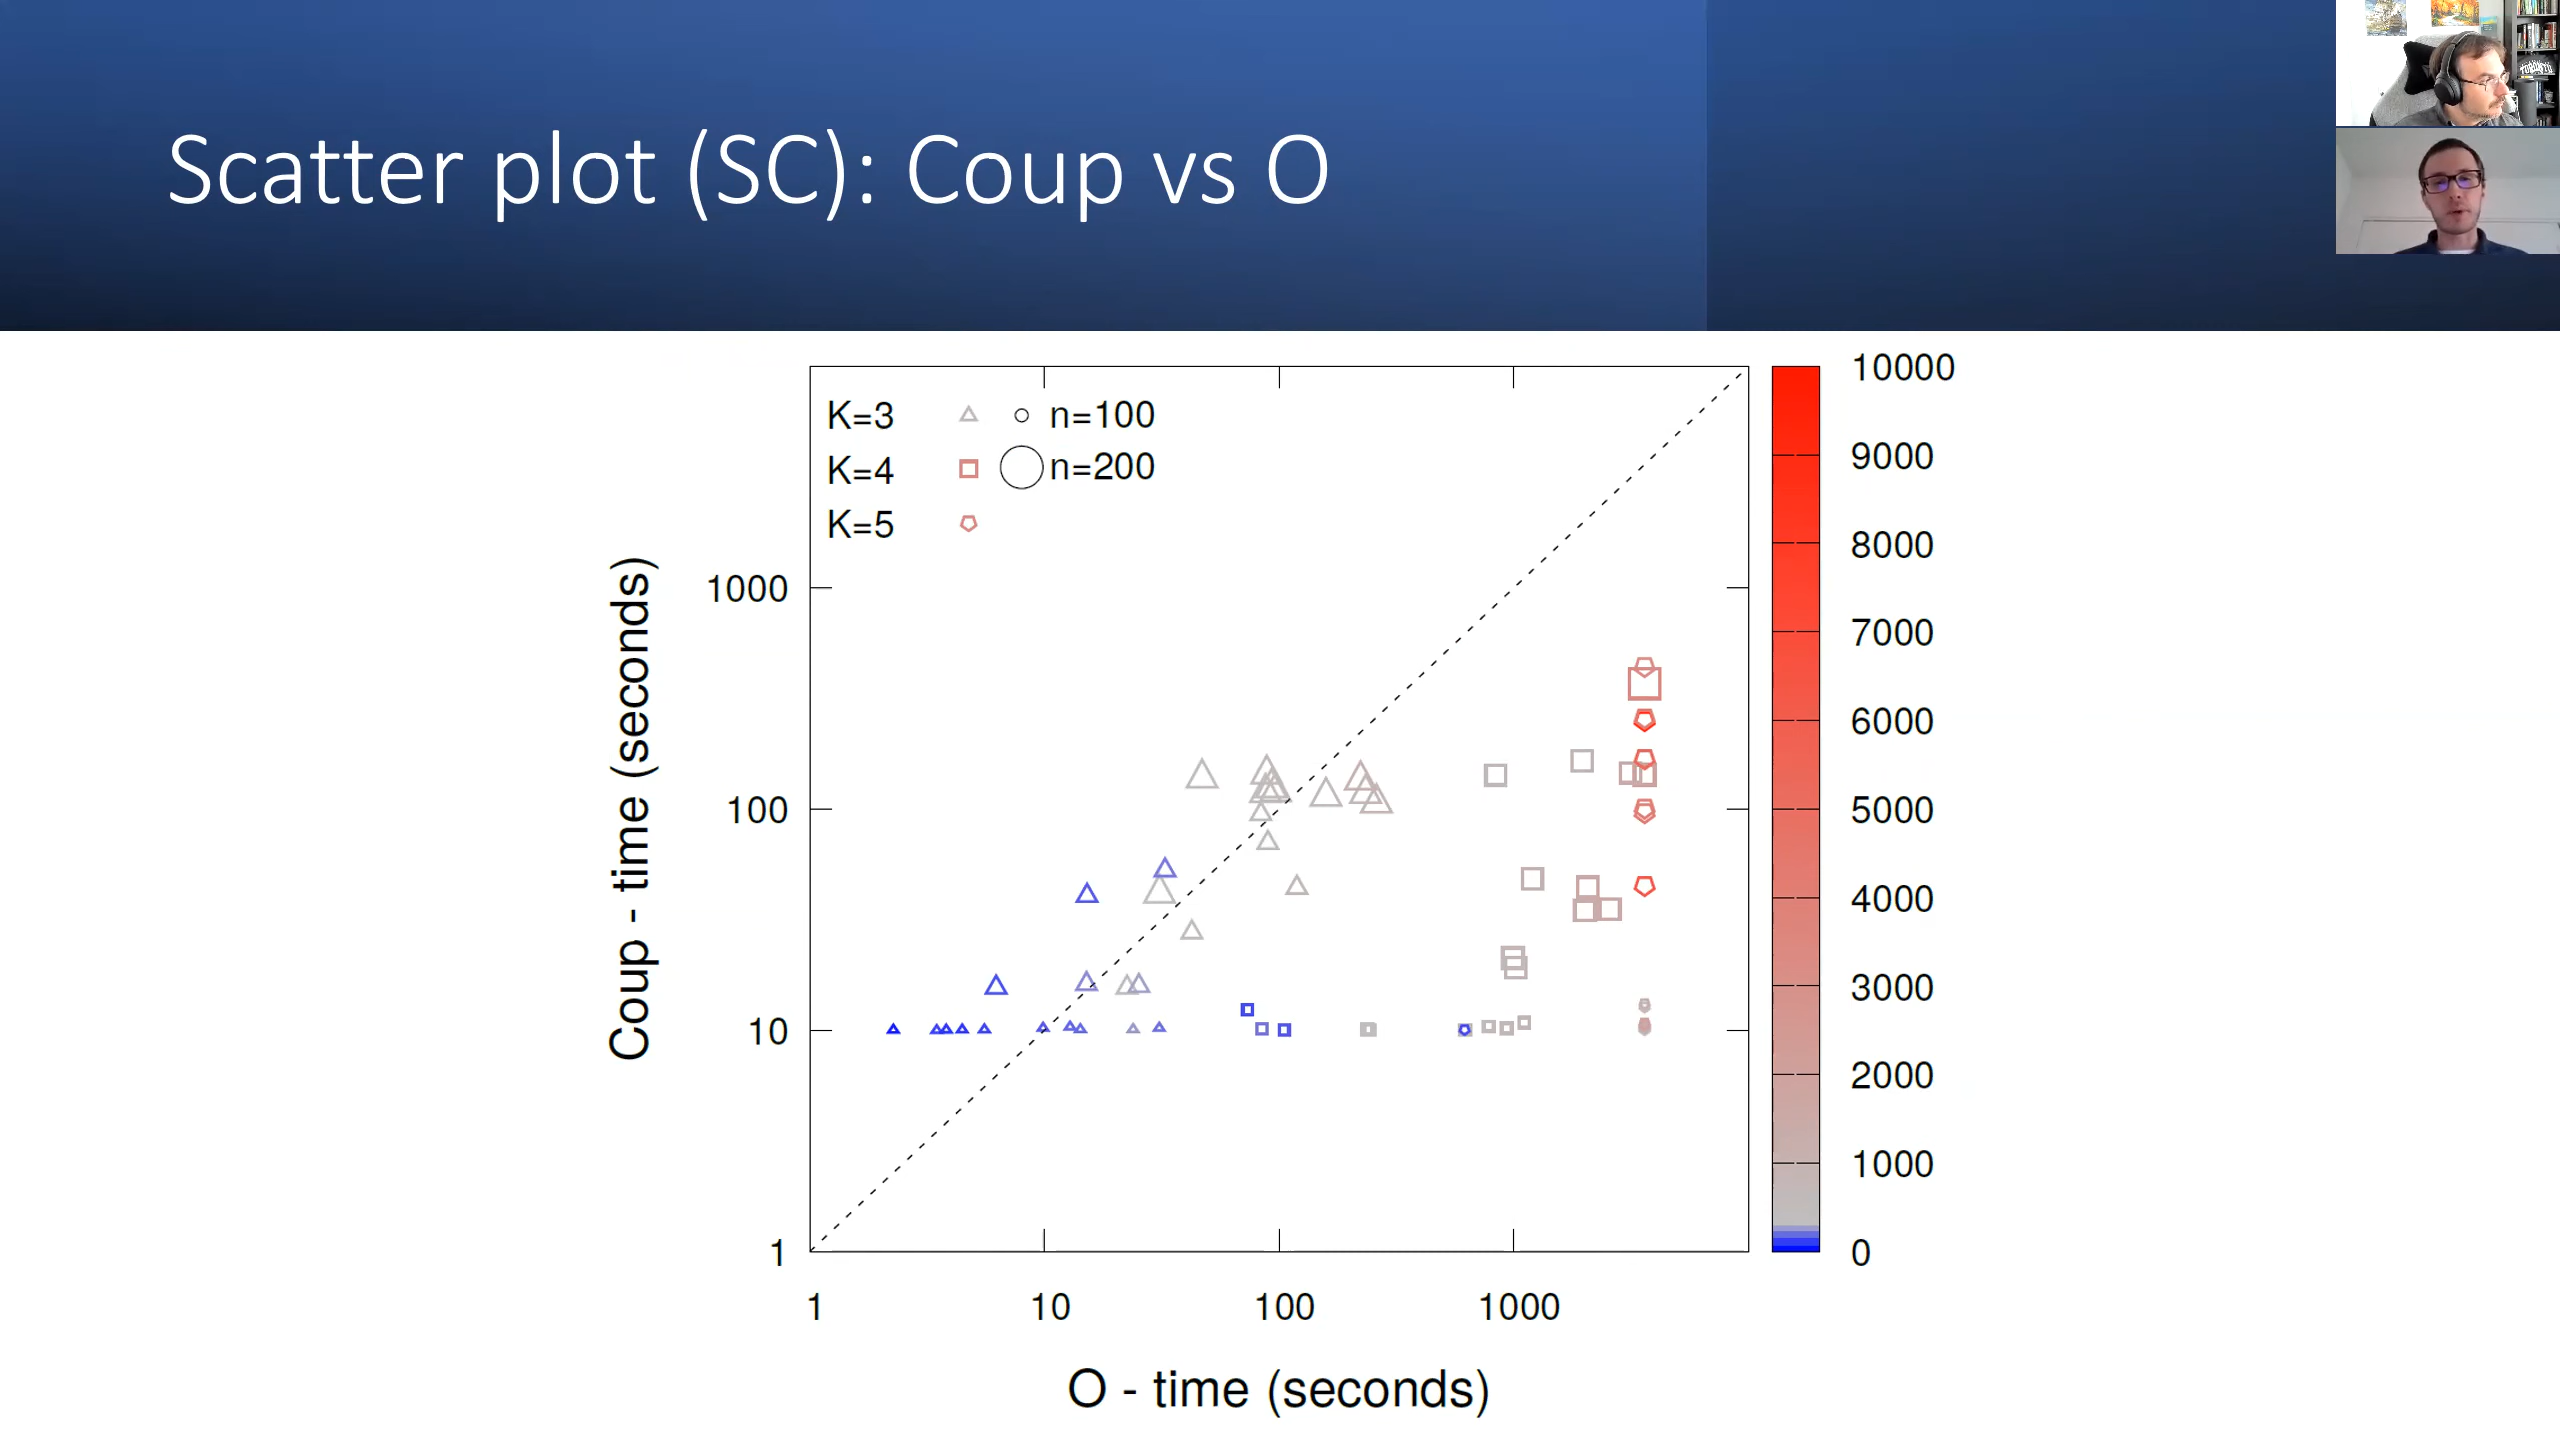 Scatter plot (SC): Coup vs O
TORONTO
K=3
n=100
K=4
n=200
K=5
Coup - time (seconds)
1000
100
10
1
1
10
100
1000
O - time (seconds)
10000
9000
8000
7000
6000
5000
4000
3000
2000
1000
0